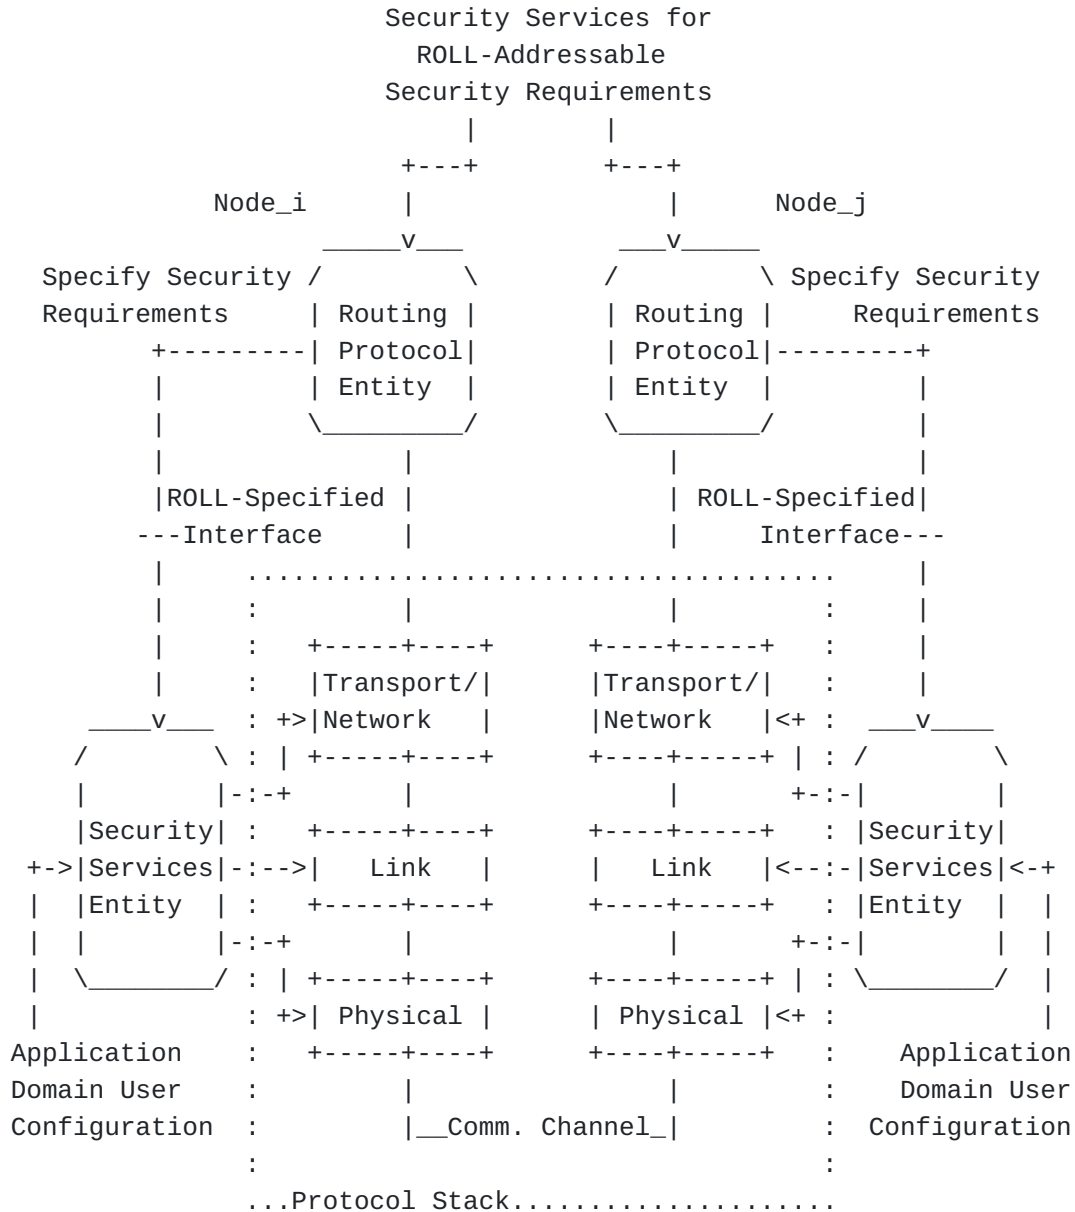 Security Services for
ROLL-Addressable
Security Requirements
Node_i Node_j
Specify Security Specify Security
Requirements Routing Routing Requirements
Protocol Protocol
Entity Entity
ROLL-Specified ROLL-Specified
Interface Interface
Transport/ Transport/
Network Network
Security Security
Services Link Link Services
Entity Entity
Physical Physical
Application Application
Domain User Domain User
Configuration Comm. Channel Configuration
Protocol Stack